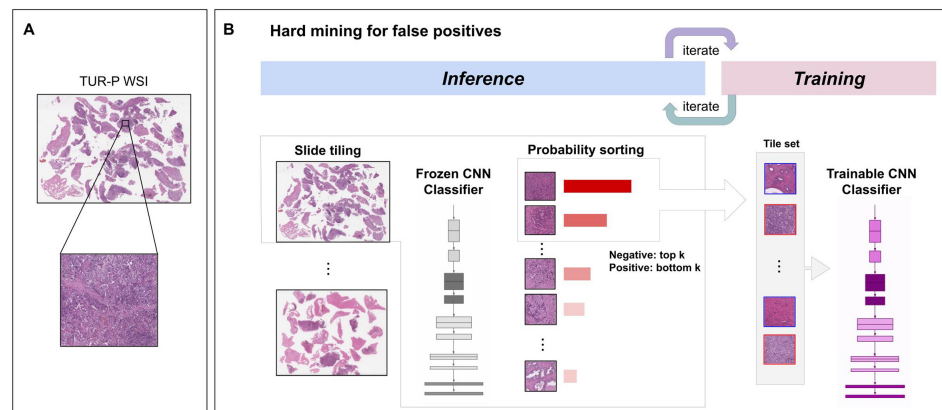 A
TUR-P WSI
B
Hard mining for false positives
iterate
Inference
Training
iterate
Slide tiling
Frozen CNN
Classifier
Probability sorting
Negative: top k
Positive: bottom k
Tile set
Trainable CNN
Classifier